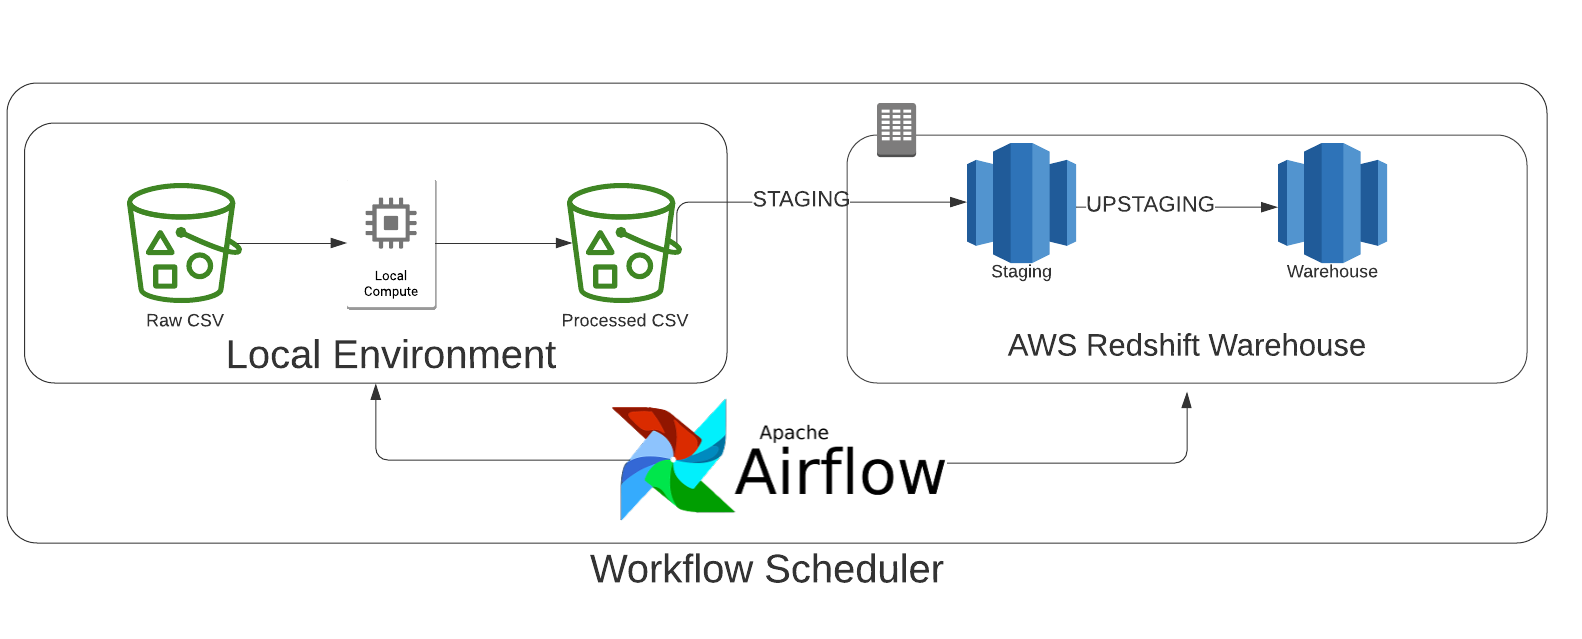 STAGING
UPSTAGING
Local
Compute
Staging
Warehouse
Raw CSV
Processed CSV
Local Environment
AWS Redshift Warehouse
Apache
Airflow
Workflow Scheduler